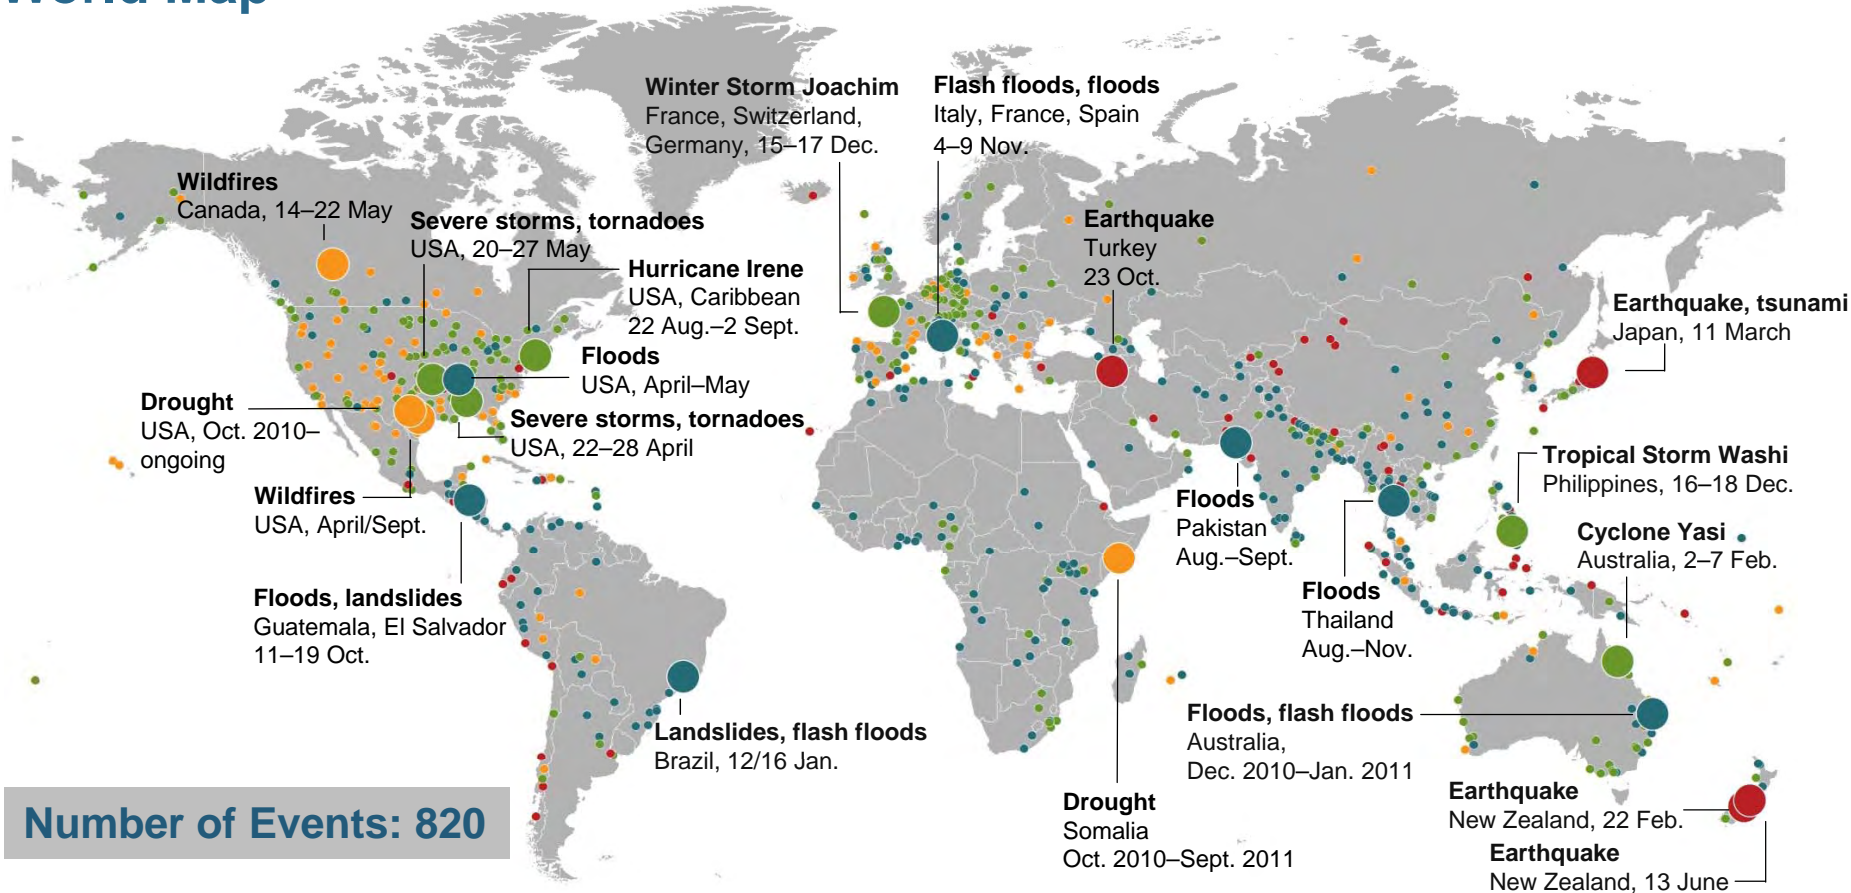 World Map
Winter Storm Joachim
France, Switzerland,
Germany, 15–17 Dec.
Flash floods, floods
Italy, France, Spain
4–9 Nov.
Wildfires
Canada, 14–22 May
Severe storms, tornadoes
USA, 20–27 May
Earthquake
Turkey
23 Oct.
Hurricane Irene
USA, Caribbean
22 Aug.–2 Sept.
Earthquake, tsunami
Japan, 11 March
Floods
USA, April–May
Drought
USA, Oct. 2010–
ongoing
Severe storms, tornadoes
USA, 22–28 April
Tropical Storm Washi
Philippines, 16–18 Dec.
Wildfires
USA, April/Sept.
Floods
Pakistan
Aug.–Sept.
Cyclone Yasi
Australia, 2–7 Feb.
Floods, landslides
Guatemala, El Salvador
11–19 Oct.
Floods
Thailand
Aug.–Nov.
Landslides, flash floods
Brazil, 12/16 Jan.
Floods, flash floods
Australia,
Dec. 2010–Jan. 2011
Number of Events: 820
Drought
Somalia
Oct. 2010–Sept. 2011
Earthquake
New Zealand, 22 Feb.
Earthquake
New Zealand, 13 June